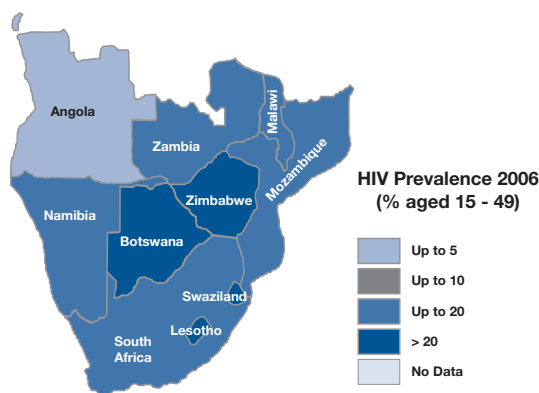 Angola
Zambia
Malawi
Mozambique
Namibia
Zimbabwe
Botswana
Swaziland
Lesotho
South
Africa
HIV Prevalence 2006
(% aged 15 - 49)
Up to 5
Up to 10
Up to 20
> 20
No Data